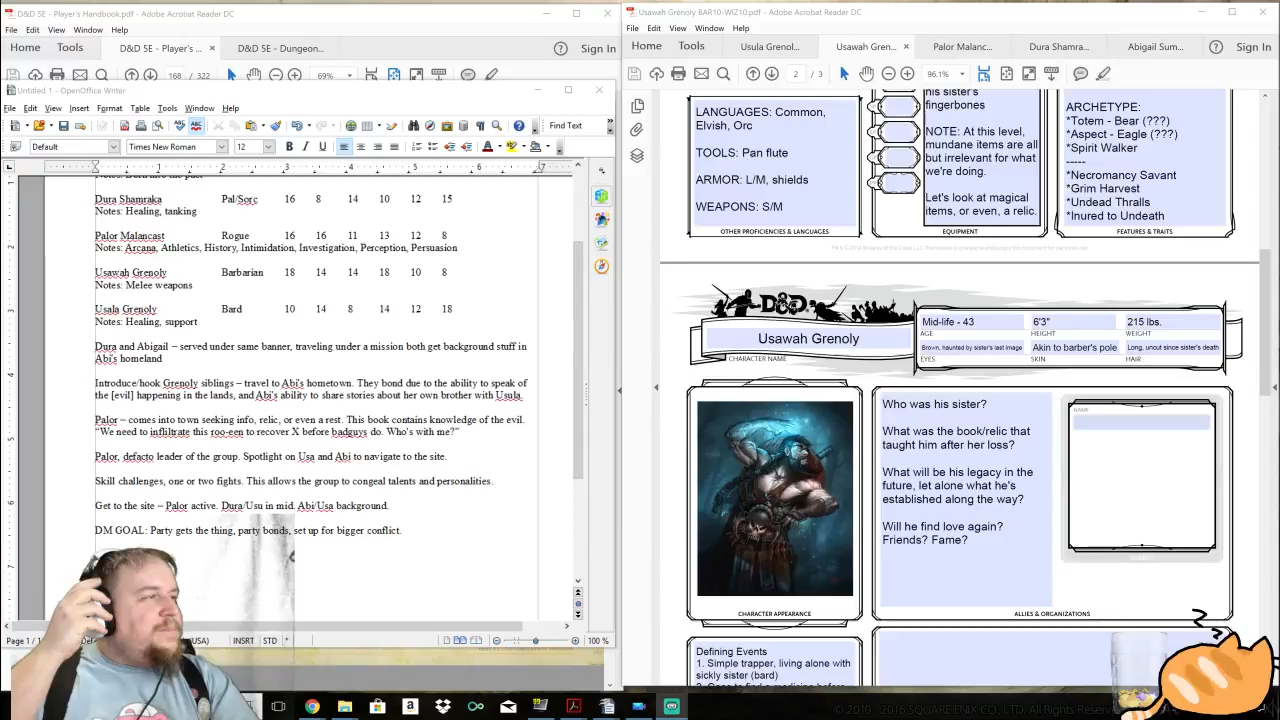 D&D 5E - Player's Handbook.pdf - Adobe Acrobat Reader DC
File Edit View Window Help
Home Tools D&D 5E - Player's ... × D&D 5E - Dungeon... Sign In
168 / 322 69%
Untitled 1 - OpenOffice Writer
File Edit View Insert Format Table Tools Window Help
Find Text
Default Times New Roman 12
Dura Shamraka Pal/Sorc 16 8 14 10 12 15
Notes: Healing, tanking
Palor Malancast Rogue 16 16 11 13 12 8
Notes: Arcana, Athletics, History, Intimidation, Investigation, Perception, Persuasion
Usawah Grenoly Barbarian 18 14 14 18 10 8
Notes: Melee weapons
Usala Grenoly Bard 10 14 8 14 12 18
Notes: Healing, support
Dura and Abigail – served under same banner, traveling under a mission both get background stuff in
Abi's homeland
Introduce/hook Grenoly siblings – travel to Abi's hometown. They bond due to the ability to speak of
the [evil] happening in the lands, and Abi's ability to share stories about her own brother with Usula.
Palor – comes into town seeking info, relic, or even a rest. This book contains knowledge of the evil.
“We need to infliltrate this roo-een to recover X before badguys do. Who's with me?”
Palor, defacto leader of the group. Spotlight on Usa and Abi to navigate to the site.
Skill challenges, one or two fights. This allows the group to congeal talents and personalities.
Get to the site – Palor active. Dura/Usu in mid. Abi/Usa background.
DM GOAL: Party gets the thing, party bonds, set up for bigger conflict.
Page 1 / 1 INSRT STD * 100 %
Usawah Grenoly BAR10-WIZ10.pdf - Adobe Acrobat Reader DC
File Edit View Window Help
Home Tools Usula Grenol... Usawah Gren... × Palor Malanc... Dura Shamra... Abigail Sum... Sign In
2 / 3 96.1%
LANGUAGES: Common,
Elvish, Orc
TOOLS: Pan flute
ARMOR: L/M, shields
WEAPONS: S/M
OTHER PROFICIENCIES & LANGUAGES
his sister's
fingerbones
NOTE: At this level,
mundane items are all
but irrelevant for what
we're doing.
Let's look at magical
items, or even, a relic.
EQUIPMENT
ARCHETYPE:
*Totem - Bear (???)
*Aspect - Eagle (???)
*Spirit Walker
-----
*Necromancy Savant
*Grim Harvest
*Undead Thralls
*Inured to Undeath
FEATURES & TRAITS
D&D
Usawah Grenoly
CHARACTER NAME
Mid-life - 43 6'3" 215 lbs.
AGE HEIGHT WEIGHT
Brown, haunted by sister's last image Akin to barber's pole Long, uncut since sister's death
EYES SKIN HAIR
CHARACTER APPEARANCE
Who was his sister?
What was the book/relic that
taught him after her loss?
What will be his legacy in the
future, let alone what he's
established along the way?
Will he find love again?
Friends? Fame?
NAME
ALLIES & ORGANIZATIONS
Defining Events
1. Simple trapper, living alone with
sickly sister (bard)
© 2010 - 2016 SQUARE ENIX CO., LTD. All Rights Reserved.